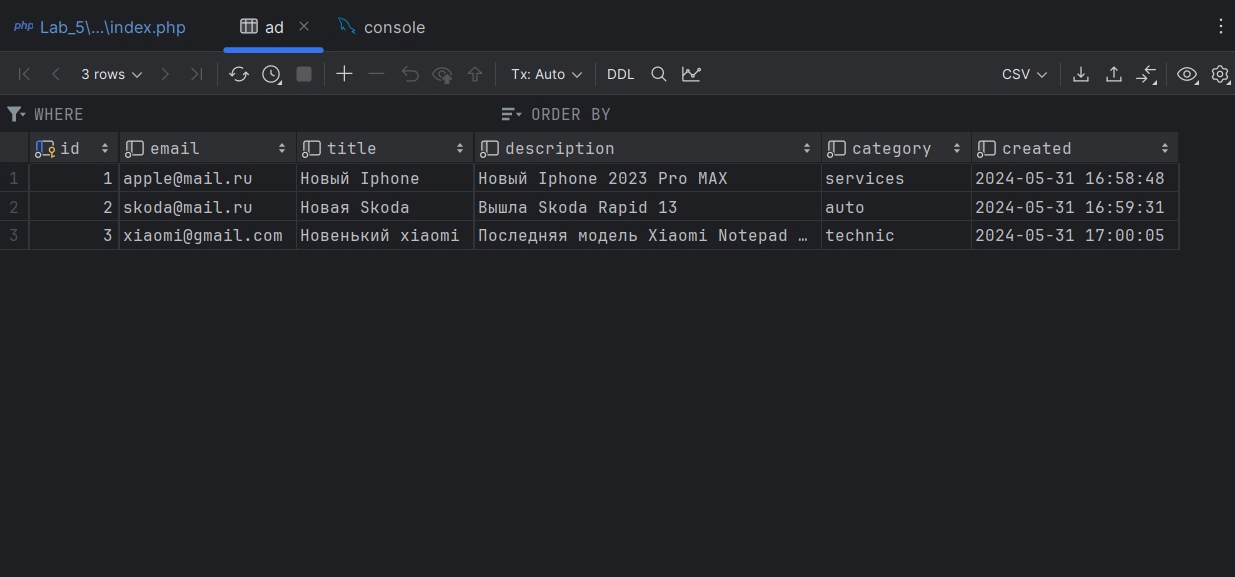 php Lab_5\...\index.php ad console
3 rows Tx: Auto DDL CSV
WHERE ORDER BY
id email title description category created
1 1 apple@mail.ru Новый Iphone Новый Iphone 2023 Pro MAX services 2024-05-31 16:58:48
2 2 skoda@mail.ru Новая Skoda Вышла Skoda Rapid 13 auto 2024-05-31 16:59:31
3 3 xiaomi@gmail.com Новенький xiaomi Последняя модель Xiaomi Notepad … technic 2024-05-31 17:00:05